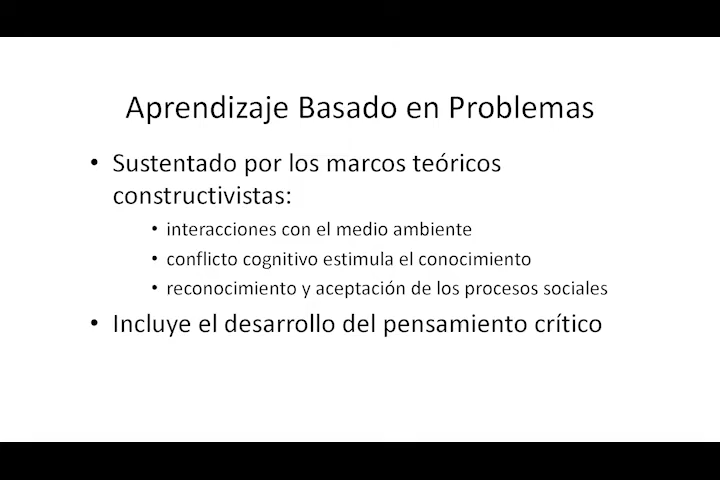 Aprendizaje Basado en Problemas
• Sustentado por los marcos teóricos
constructivistas:
• interacciones con el medio ambiente
• conflicto cognitivo estimula el conocimiento
• reconocimiento y aceptación de los procesos sociales
• Incluye el desarrollo del pensamiento crítico